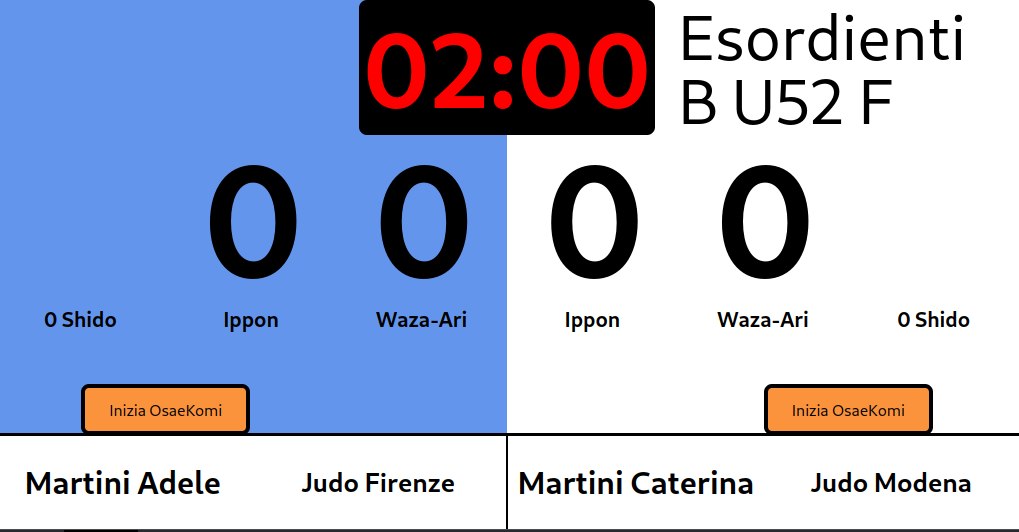 02:00
Esordienti
B U52 F
0 0 0 0
0 Shido Ippon Waza-Ari Ippon Waza-Ari 0 Shido
Inizia OsaeKomi Inizia OsaeKomi
Martini Adele Judo Firenze Martini Caterina Judo Modena